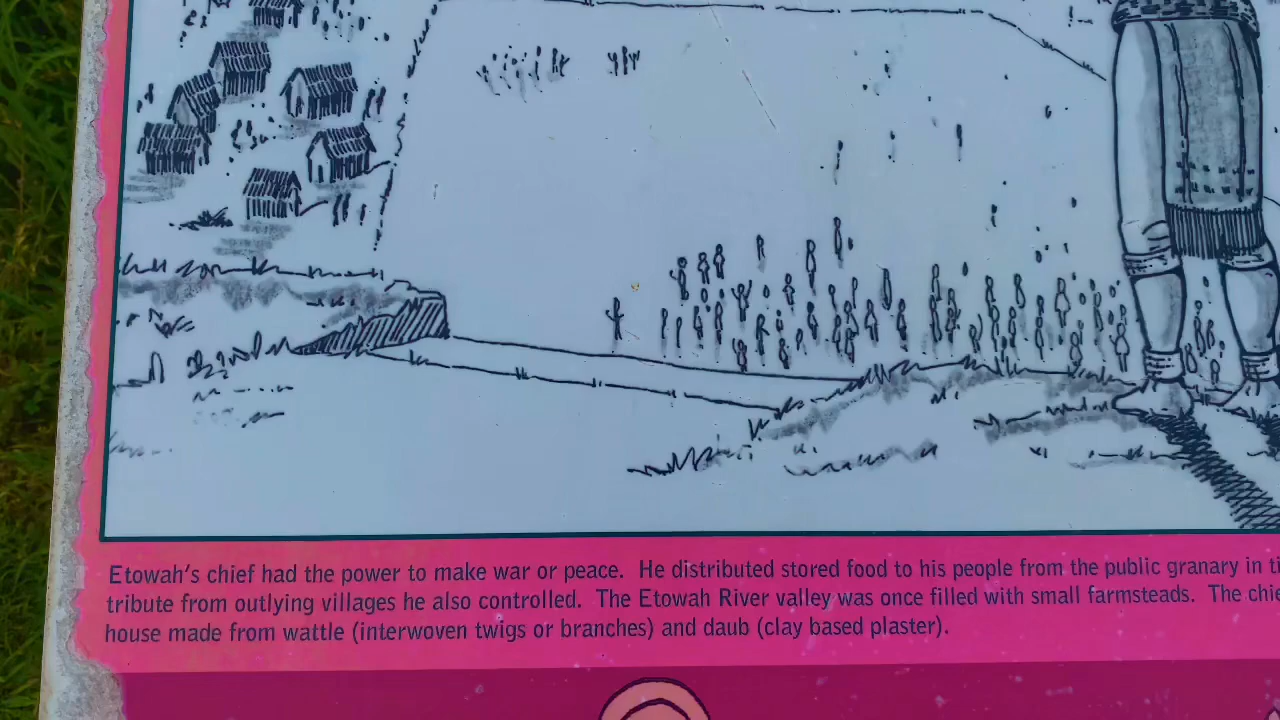 Etowah's chief had the power to make war or peace.  He distributed stored food to his people from the public granary in
tribute from outlying villages he also controlled.  The Etowah River valley was once filled with small farmsteads.  The
house made from wattle (interwoven twigs or branches) and daub (clay based plaster).